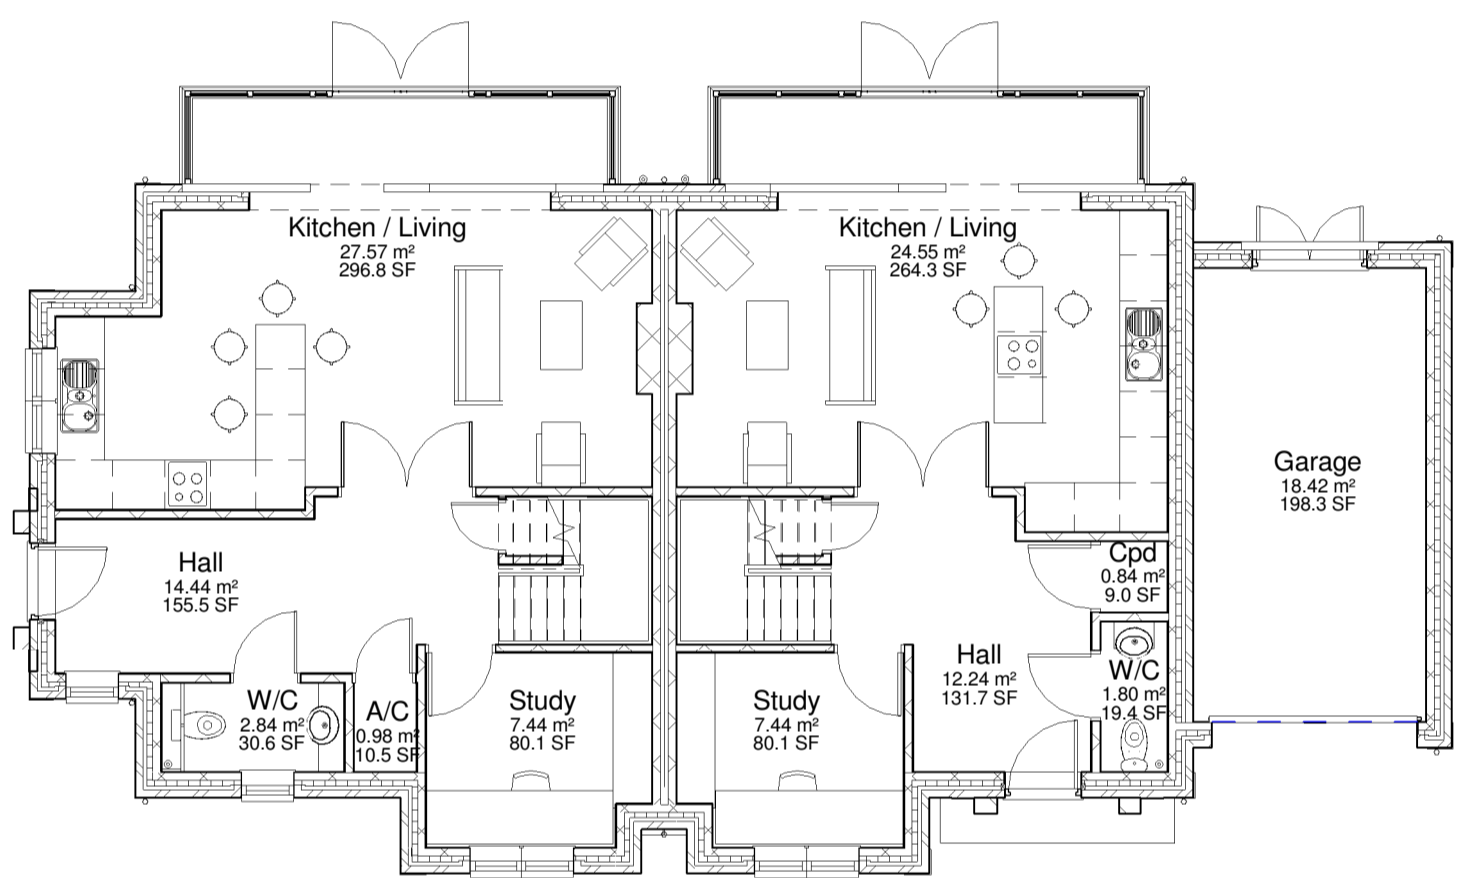 Kitchen / Living
27.57 m²
296.8 SF
Kitchen / Living
24.55 m²
264.3 SF
Garage
18.42 m²
198.3 SF
Hall
14.44 m²
155.5 SF
Cpd
0.84 m²
9.0 SF
Hall
12.24 m²
131.7 SF
W/C
1.80 m²
19.4 SF
W/C
2.84 m²
30.6 SF
A/C
0.98 m²
10.5 SF
Study
7.44 m²
80.1 SF
Study
7.44 m²
80.1 SF